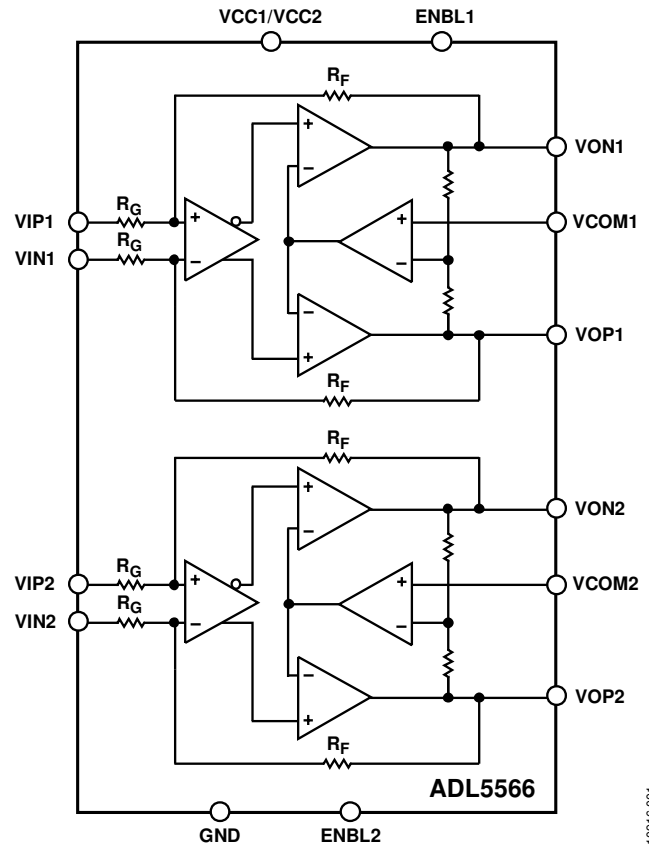 VCC1/VCC2 ENBL1
RF
+
VON1
−
RG
VIP1
+
+
VCOM1
RG
VIN1
−
−
−
VOP1
+
RF
RF
+
VON2
−
RG
VIP2
+
+
VCOM2
RG
VIN2
−
−
−
VOP2
+
RF
ADL5566
GND ENBL2